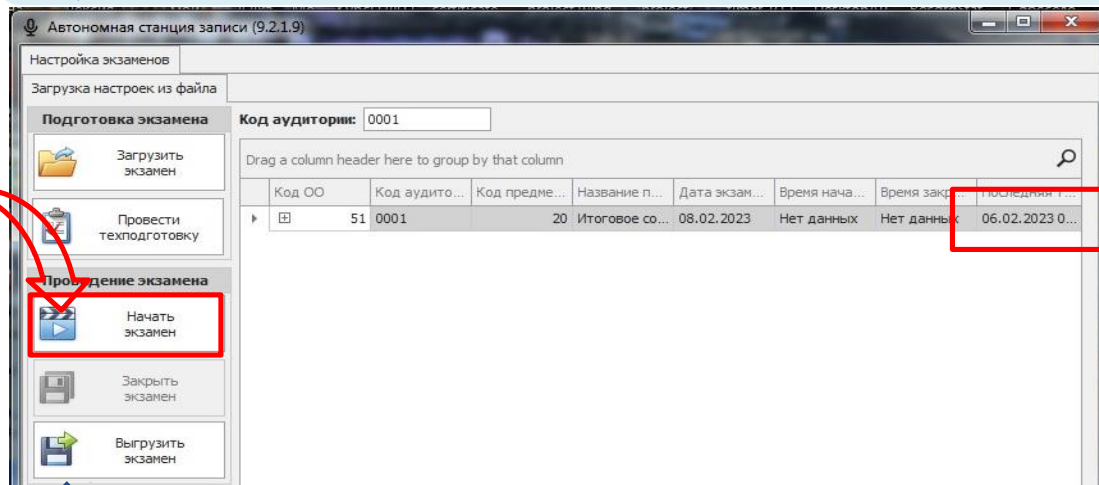 Автономная станция записи (9.2.1.9)
Настройка экзаменов
Загрузка настроек из файла
Подготовка экзамена
Код аудитории: 0001
Загрузить
экзамен
Drag a column header here to group by that column
Код ОО Код аудито... Код предме... Название п... Дата экзам... Время нача... Время закр... Последняя т...
51 0001 20 Итоговое со... 08.02.2023 Нет данных Нет данных 06.02.2023 0...
Провести
техподготовку
Проведение экзамена
Начать
экзамен
Закрыть
экзамен
Выгрузить
экзамен